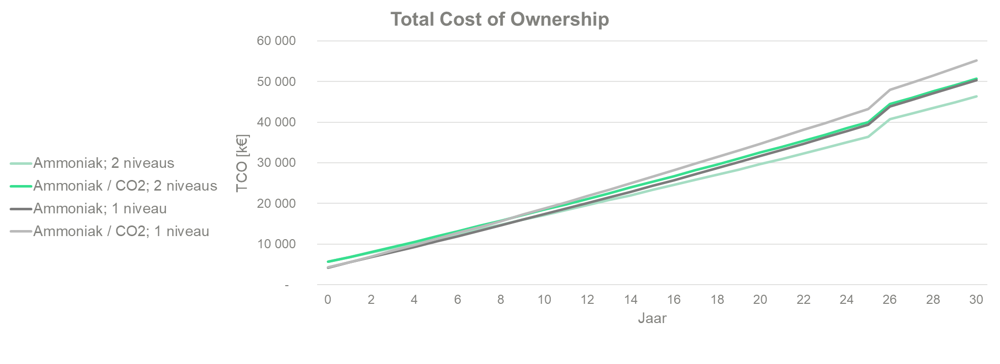 Total Cost of Ownership
60 000
50 000
40 000
30 000
20 000
10 000
-
TCO [k€]
0 2 4 6 8 10 12 14 16 18 20 22 24 26 28 30
Jaar
Ammoniak; 2 niveaus
Ammoniak / CO2; 2 niveaus
Ammoniak; 1 niveau
Ammoniak / CO2; 1 niveau